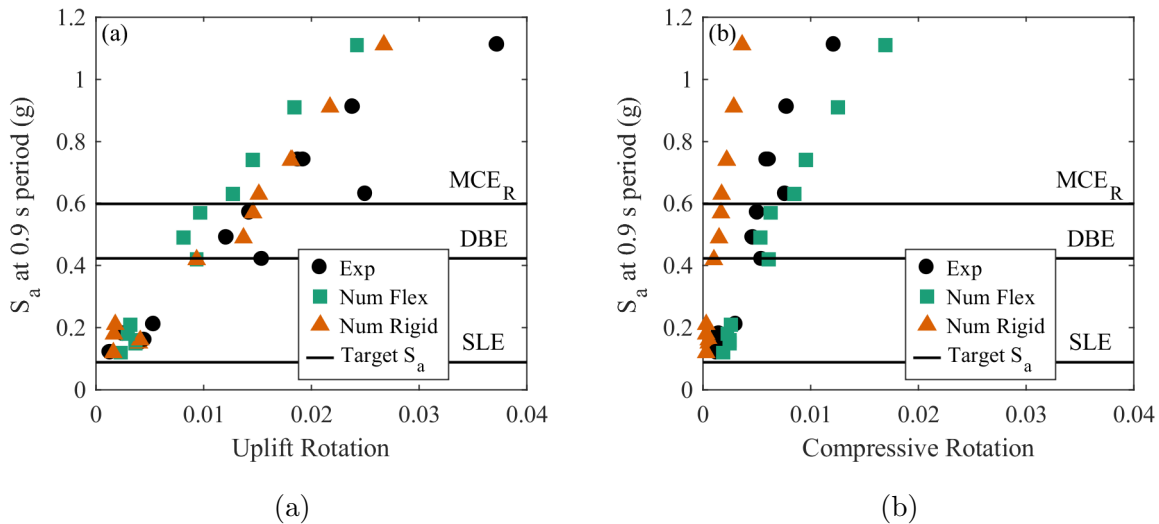 (a)
1.2
1
0.8
0.6
0.4
0.2
0
S_a at 0.9 s period (g)
MCE_R
DBE
SLE
Exp
Num Flex
Num Rigid
Target S_a
0 0.01 0.02 0.03 0.04
Uplift Rotation
(a)
(b)
1.2
1
0.8
0.6
0.4
0.2
0
S_a at 0.9 s period (g)
MCE_R
DBE
SLE
Exp
Num Flex
Num Rigid
Target S_a
0 0.01 0.02 0.03 0.04
Compressive Rotation
(b)